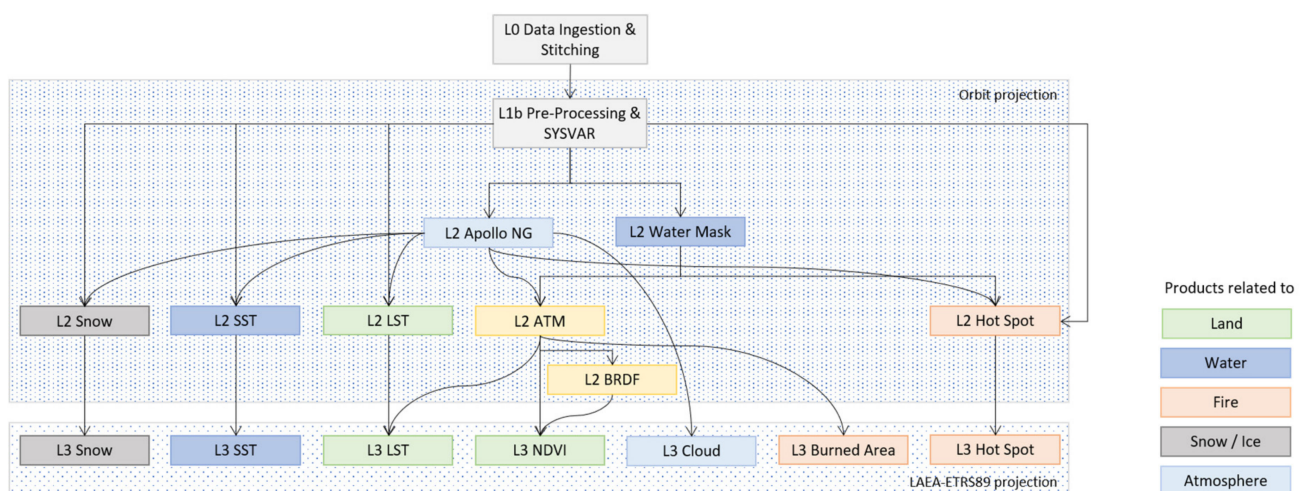 L0 Data Ingestion &
Stitching
Orbit projection
L1b Pre-Processing &
SYSVAR
L2 Apollo NG
L2 Water Mask
L2 Snow
L2 SST
L2 LST
L2 ATM
L2 Hot Spot
L2 BRDF
L3 Snow
L3 SST
L3 LST
L3 NDVI
L3 Cloud
L3 Burned Area
L3 Hot Spot
LAEA-ETRS89 projection
Products related to
Land
Water
Fire
Snow / Ice
Atmosphere